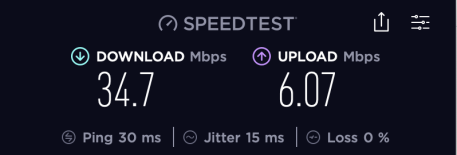 SPEEDTEST
DOWNLOAD Mbps UPLOAD Mbps
34.7 6.07
Ping 30 ms | Jitter 15 ms | Loss 0 %